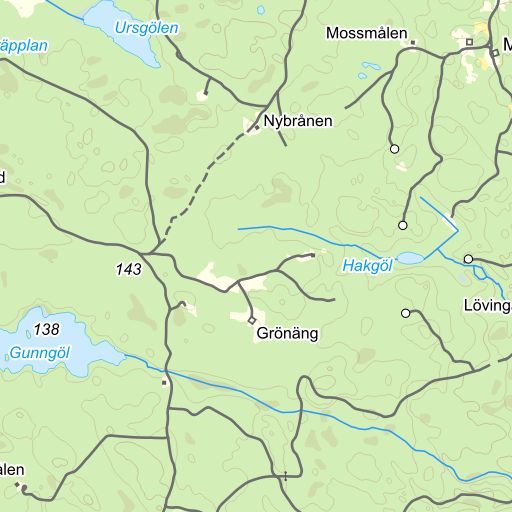 Ursgölen
äpplan
Mossmålen
M
Nybrånen
d
143
Hakgöl
Löving
138
Gunngöl
Grönäng
alen